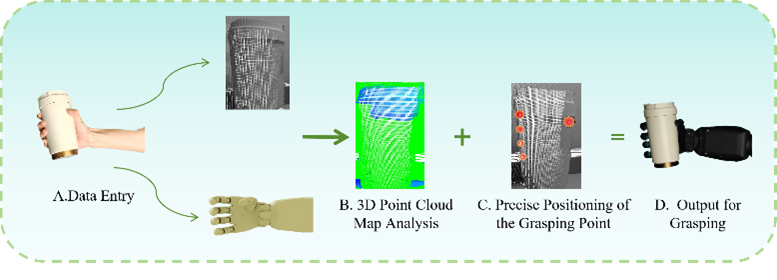 A.Data Entry
B. 3D Point Cloud
Map Analysis
C. Precise Positioning of
the Grasping Point
D. Output for
Grasping